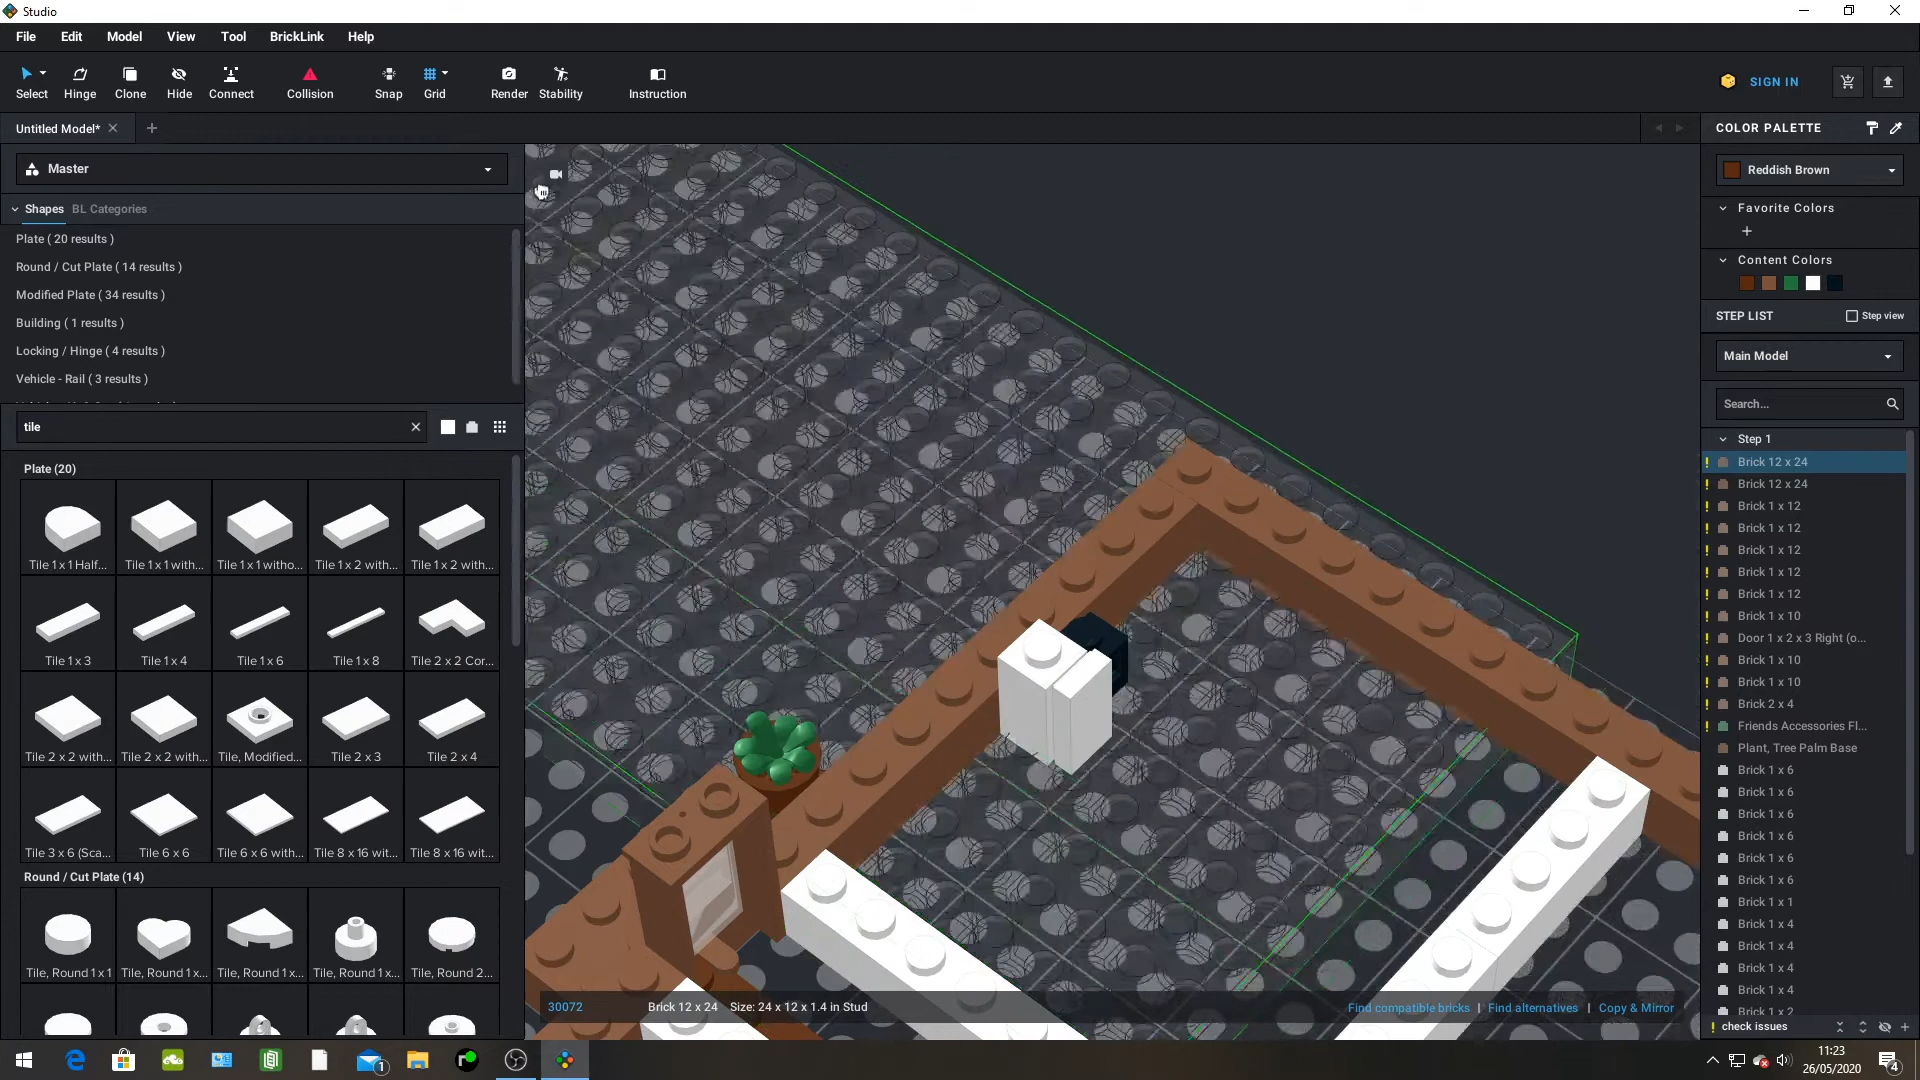 Studio
File Edit Model View Tool BrickLink Help
Select Hinge Clone Hide Connect Collision Snap Grid Render Stability Instruction
SIGN IN
Untitled Model*
COLOR PALETTE
Master
Reddish Brown
Shapes BL Categories
Favorite Colors
Plate ( 20 results )
Round / Cut Plate ( 14 results )
Content Colors
Modified Plate ( 34 results )
Building ( 1 results )
STEP LIST Step view
Locking / Hinge ( 4 results )
Main Model
Vehicle - Rail ( 3 results )
Search...
tile
Step 1
Plate (20)
Brick 12 x 24
Brick 12 x 24
Brick 1 x 12
Brick 1 x 12
Brick 1 x 12
Tile 1 x 1 Half... Tile 1 x 1 with... Tile 1 x 1 witho... Tile 1 x 2 with... Tile 1 x 2 with...
Brick 1 x 12
Brick 1 x 12
Brick 1 x 10
Door 1 x 2 x 3 Right (o...
Tile 1 x 3 Tile 1 x 4 Tile 1 x 6 Tile 1 x 8 Tile 2 x 2 Cor...
Brick 1 x 10
Brick 1 x 10
Brick 2 x 4
Friends Accessories Fl...
Plant, Tree Palm Base
Tile 2 x 2 with... Tile 2 x 2 with... Tile, Modified... Tile 2 x 3 Tile 2 x 4
Brick 1 x 6
Brick 1 x 6
Brick 1 x 6
Brick 1 x 6
Tile 3 x 6 (Sca... Tile 6 x 6 Tile 6 x 6 with... Tile 8 x 16 wit... Tile 8 x 16 wit...
Brick 1 x 6
Round / Cut Plate (14)
Brick 1 x 6
Brick 1 x 1
Brick 1 x 4
Brick 1 x 4
Tile, Round 1 x 1 Tile, Round 1 x... Tile, Round 1 x... Tile, Round 1 x... Tile, Round 2...
Brick 1 x 4
Brick 1 x 4
30072 Brick 12 x 24 Size: 24 x 12 x 1.4 in Stud Find compatible bricks | Find alternatives | Copy & Mirror
Brick 1 x 2
check issues
1
11:23
26/05/2020
4